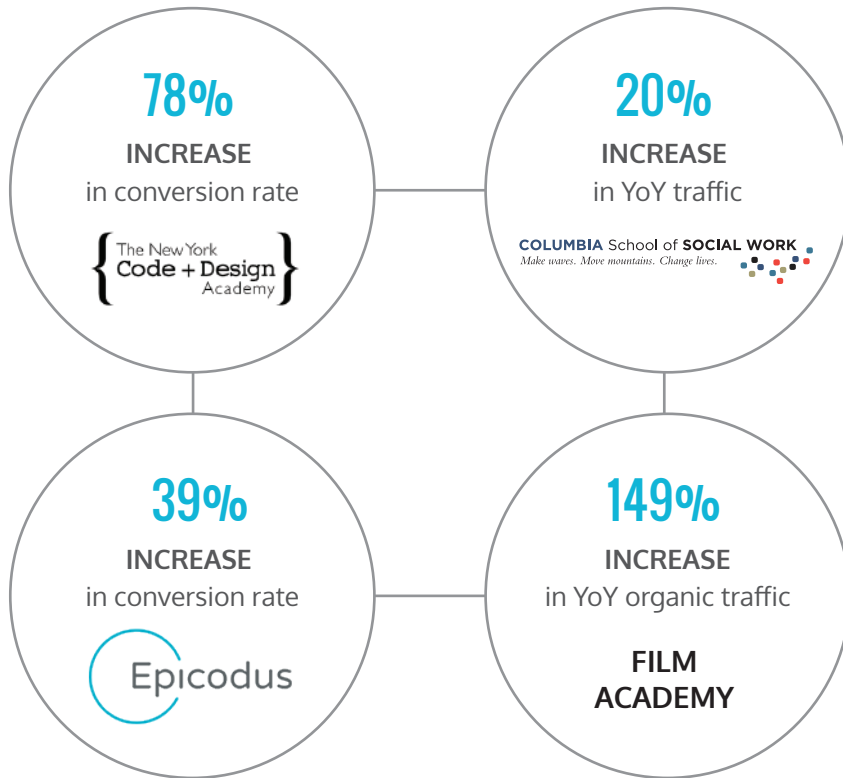 78%
INCREASE
in conversion rate
The New York
Code + Design
Academy
20%
INCREASE
in YoY traffic
COLUMBIA School of SOCIAL WORK
Make waves. Move mountains. Change lives.
39%
INCREASE
in conversion rate
Epicodus
149%
INCREASE
in YoY organic traffic
FILM
ACADEMY